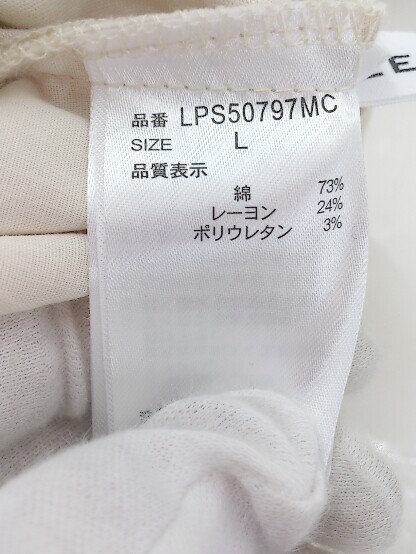 品番 LPS50797MC
SIZE L
品質表示
綿 73%
レーヨン 24%
ポリウレタン 3%
LE